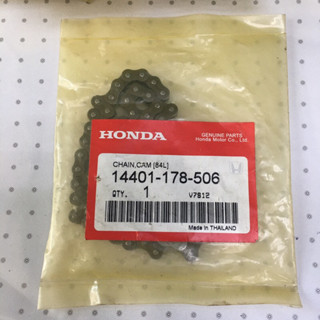 HONDA
GENUINE PARTS
Honda Motor Co., Ltd.
CHAIN,CAM [84L]
14401-178-506
QTY. 1 V7812
Made in THAILAND